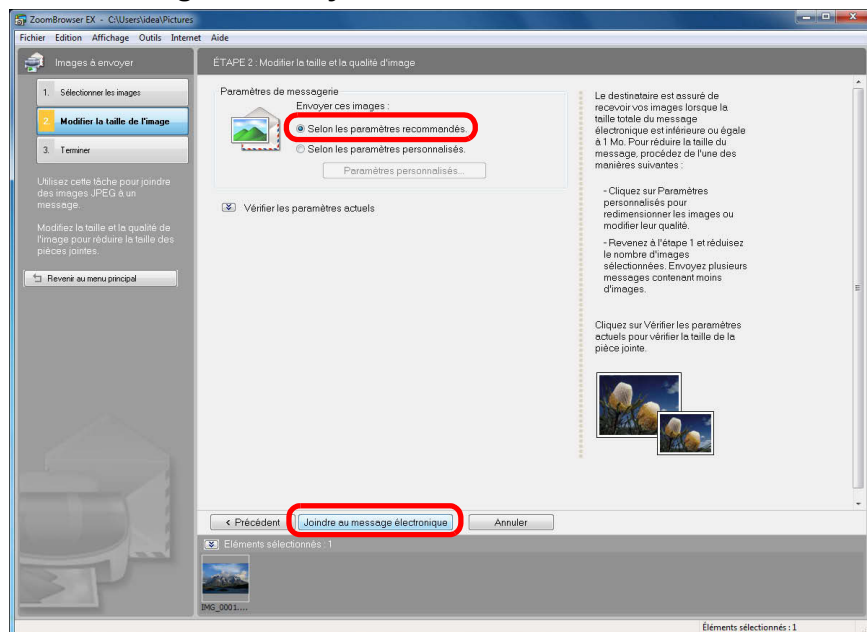 ZoomBrowser EX - C:\Users\idea\Pictures
Fichier Edition Affichage Outils Internet Aide
Images à envoyer
ÉTAPE 2 : Modifier la taille et la qualité d'image
1. Sélectionner les images
2. Modifier la taille de l'image
3. Terminer
Utilisez cette tâche pour joindre
des images JPEG à un
message.
Modifiez la taille et la qualité de
l'image pour réduire la taille des
pièces jointes.
Revenir au menu principal
Paramètres de messagerie
Envoyer ces images :
Selon les paramètres recommandés.
Selon les paramètres personnalisés.
Paramètres personnalisés...
Vérifier les paramètres actuels
Le destinataire est assuré de
recevoir vos images lorsque la
taille totale du message
électronique est inférieure ou égale
à 1 Mo. Pour réduire la taille du
message, procédez de l'une des
manières suivantes :
- Cliquez sur Paramètres
personnalisés pour
redimensionner les images ou
modifier leur qualité.
- Revenez à l'étape 1 et réduisez
le nombre d'images
sélectionnées. Envoyez plusieurs
messages contenant moins
d'images.
Cliquez sur Vérifier les paramètres
actuels pour vérifier la taille de la
pièce jointe.
< Précédent Joindre au message électronique Annuler
Eléments sélectionnés : 1
IMG_0001....
Éléments sélectionnés : 1